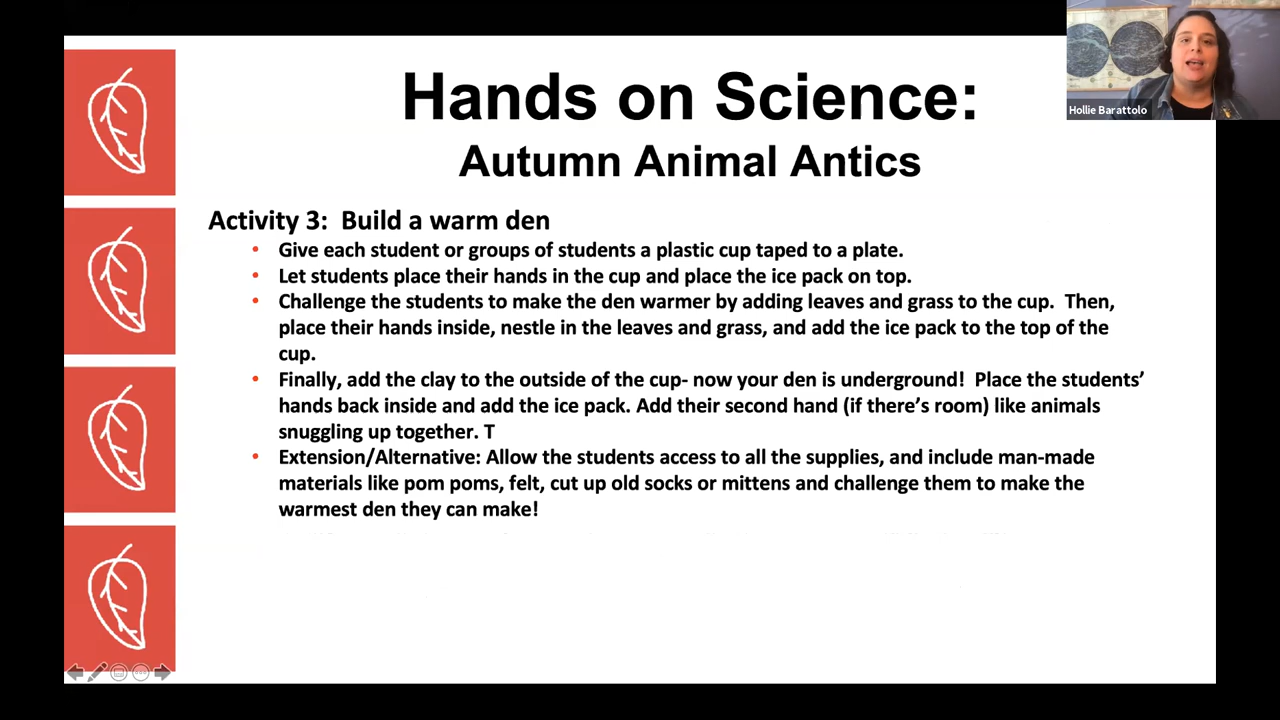 Hands on Science:
Autumn Animal Antics
Hollie Barattolo
Activity 3: Build a warm den
• Give each student or groups of students a plastic cup taped to a plate.
• Let students place their hands in the cup and place the ice pack on top.
• Challenge the students to make the den warmer by adding leaves and grass to the cup. Then,
place their hands inside, nestle in the leaves and grass, and add the ice pack to the top of the
cup.
• Finally, add the clay to the outside of the cup- now your den is underground! Place the students’
hands back inside and add the ice pack. Add their second hand (if there’s room) like animals
snuggling up together. T
• Extension/Alternative: Allow the students access to all the supplies, and include man-made
materials like pom poms, felt, cut up old socks or mittens and challenge them to make the
warmest den they can make!